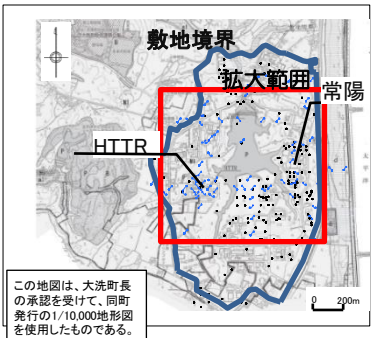 敷地境界
拡大範囲
常陽
HTTR
HTTR
この地図は、大洗町長
の承認を受けて、同町
発行の1/10,000地形図
を使用したものである。
0 200m